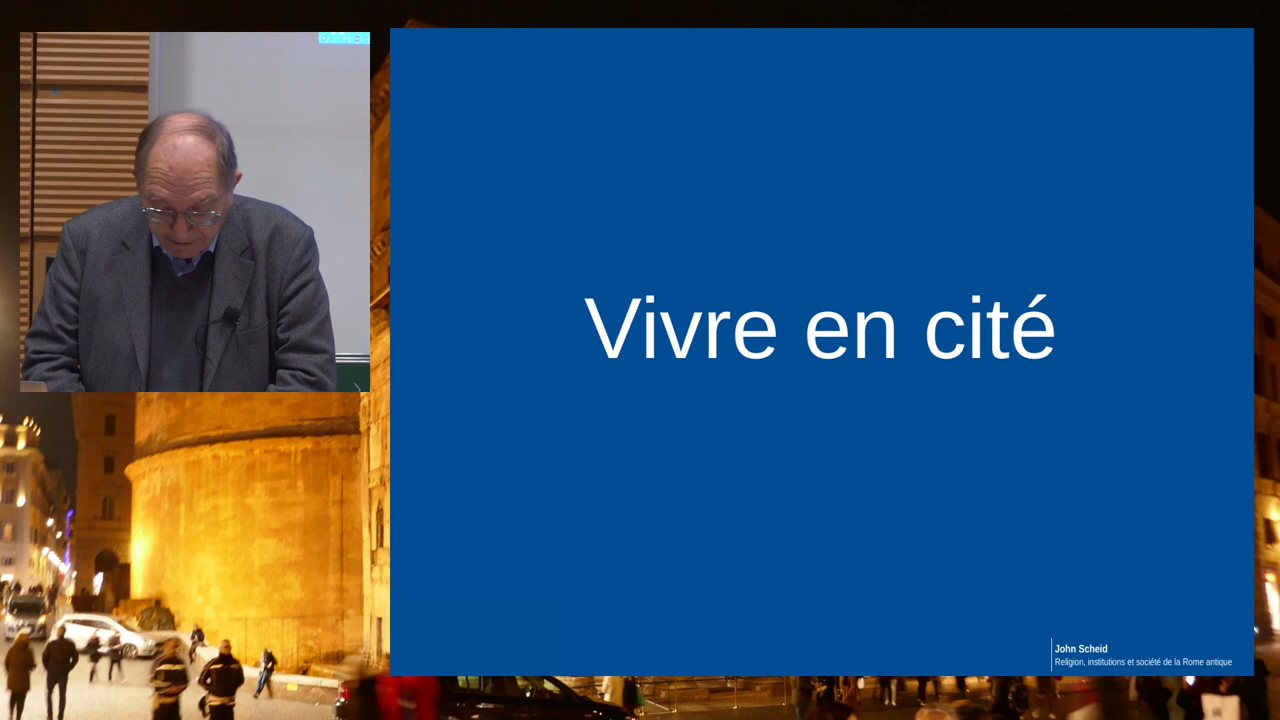 Vivre en cité
John Scheid
Religion, institutions et société de la Rome antique